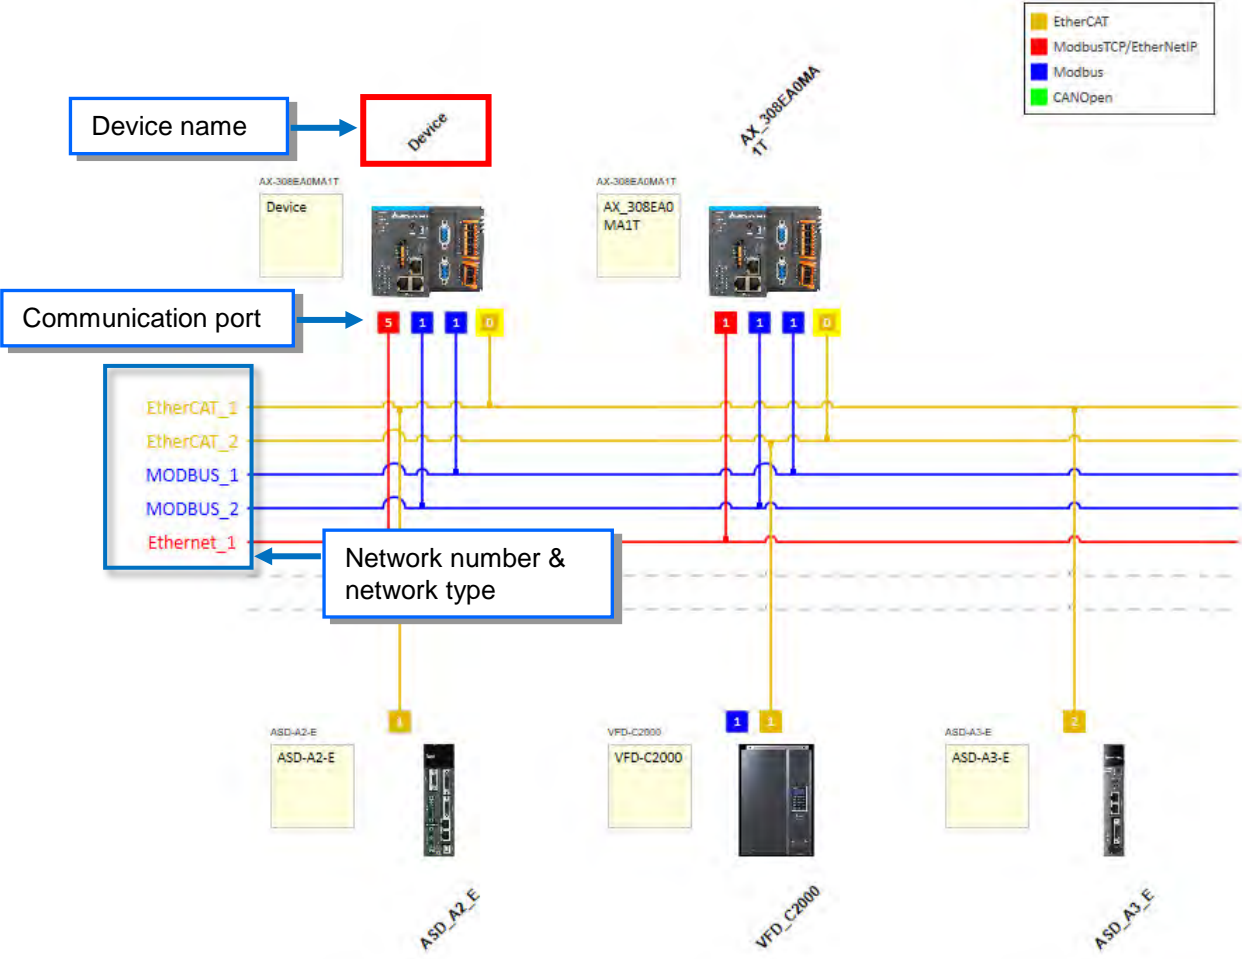 EtherCAT
ModbusTCP/EtherNetIP
Modbus
CANOpen
Device name
Device
AX_308EA0MA
1T
AX-308EA0MA1T
Device
AX-308EA0MA1T
AX_308EA0
MA1T
Communication port
5 1 1 0
1 1 1 0
EtherCAT_1
EtherCAT_2
MODBUS_1
MODBUS_2
Ethernet_1
Network number &
network type
1
1 1
2
ASD-A2-E
ASD-A2-E
VFD-C2000
VFD-C2000
ASD-A3-E
ASD-A3-E
ASD_A2_E
VFD_C2000
ASD_A3_E